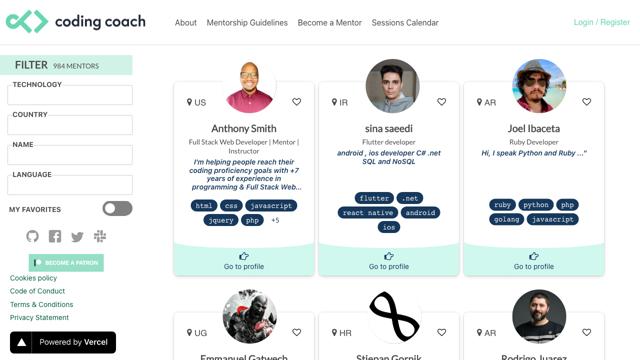 coding coach
About
Mentorship Guidelines
Become a Mentor
Sessions Calendar
Login / Register
FILTER 984 MENTORS
TECHNOLOGY
COUNTRY
NAME
LANGUAGE
MY FAVORITES
BECOME A PATRON
Cookies policy
Code of Conduct
Terms & Conditions
Privacy Statement
Powered by Vercel
US
Anthony Smith
Full Stack Web Developer | Mentor |
Instructor
I'm helping people reach their
coding proficiency goals with +7
years of experience in
programming & Full Stack Web...
html css javascript
jquery php +5
Go to profile
IR
sina saeedi
Flutter developer
android , ios developer C# .net
SQL and NoSQL
flutter .net
react native android
ios
Go to profile
AR
Joel Ibaceta
Ruby Developer
Hi, I speak Python and Ruby ..."
ruby python php
golang javascript
Go to profile
UG
Emmanuel Gatwech
HR
Stjepan Gornik
AR
Rodrigo Juarez